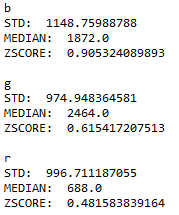 b
STD:  1148.75988788
MEDIAN:  1872.0
ZSCORE:  0.905324089893

g
STD:  974.948364581
MEDIAN:  2464.0
ZSCORE:  0.615417207513

r
STD:  996.711187055
MEDIAN:  688.0
ZSCORE:  0.481583839164